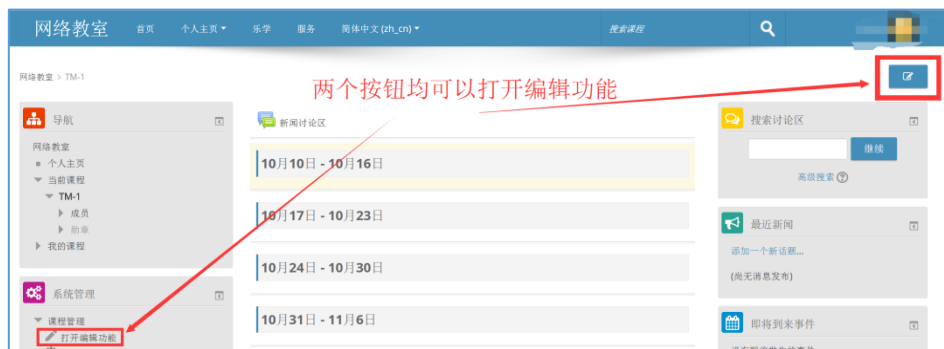 网络教室 首页 个人主页 乐学 服务 简体中文 (zh_cn) 搜索课程
网络教室 > TM-1
两个按钮均可以打开编辑功能
导航
网络教室
个人主页
当前课程
TM-1
成员
胎章
我的课程
系统管理
课程管理
打开编辑功能
新闻讨论区
10月10日 - 10月16日
10月17日 - 10月23日
10月24日 - 10月30日
10月31日 - 11月6日
搜索讨论区
继续
高级搜索
最近新闻
添加一个新话题...
(尚无消息发布)
即将到来事件